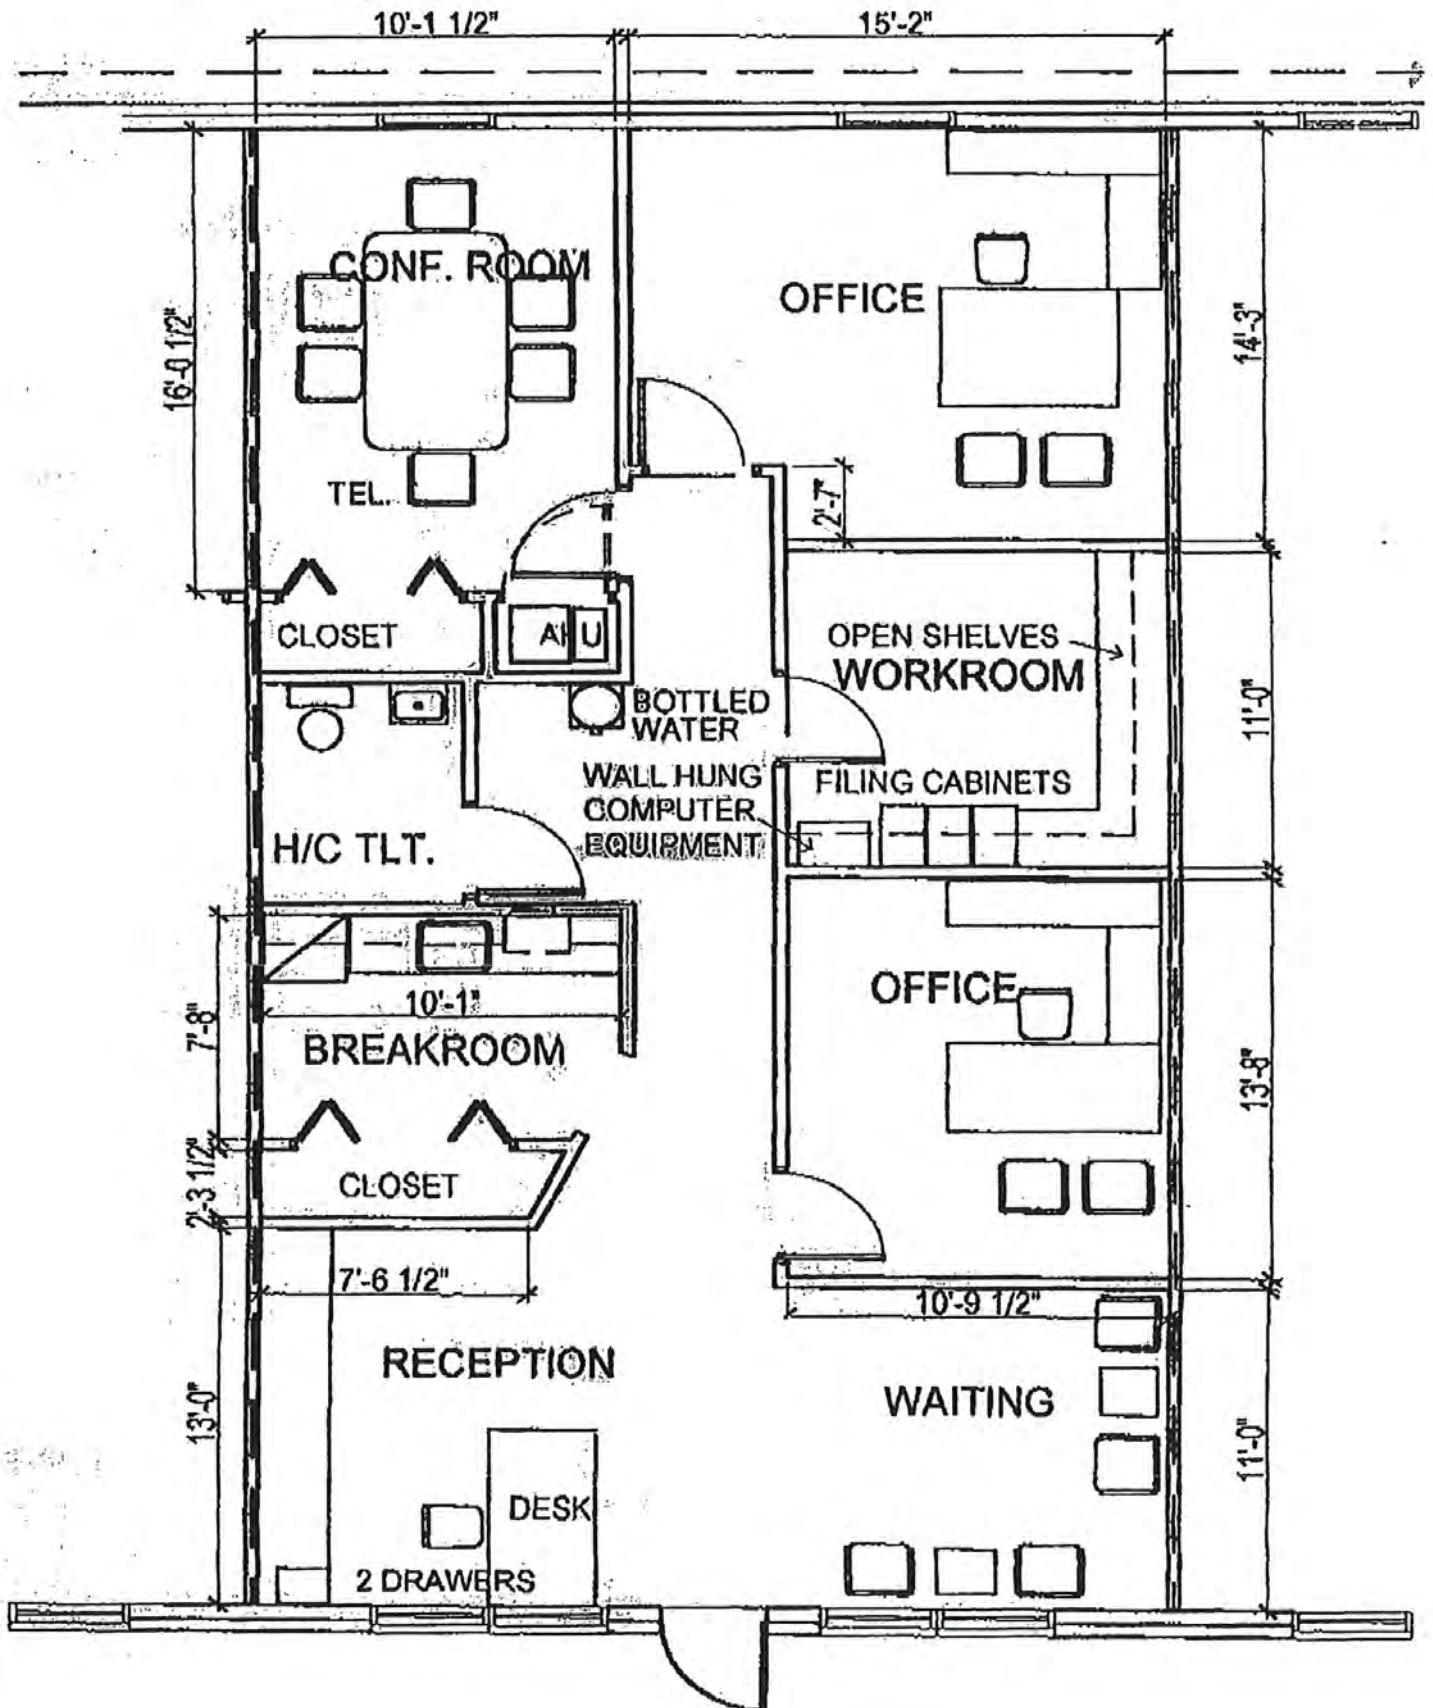 10'-1 1/2"
15'-2"
CONF. ROOM
OFFICE
16'-0 1/2"
14'-3"
TEL.
2'-7"
CLOSET
AHU
OPEN SHELVES
WORKROOM
BOTTLED
WATER
11'-0"
WALL HUNG
COMPUTER
EQUIPMENT
FILING CABINETS
H/C TLT.
OFFICE
10'-1"
7'-8"
BREAKROOM
13'-8"
2'-3 1/2"
CLOSET
7'-6 1/2"
10'-9 1/2"
RECEPTION
WAITING
13'-0"
11'-0"
DESK
2 DRAWERS